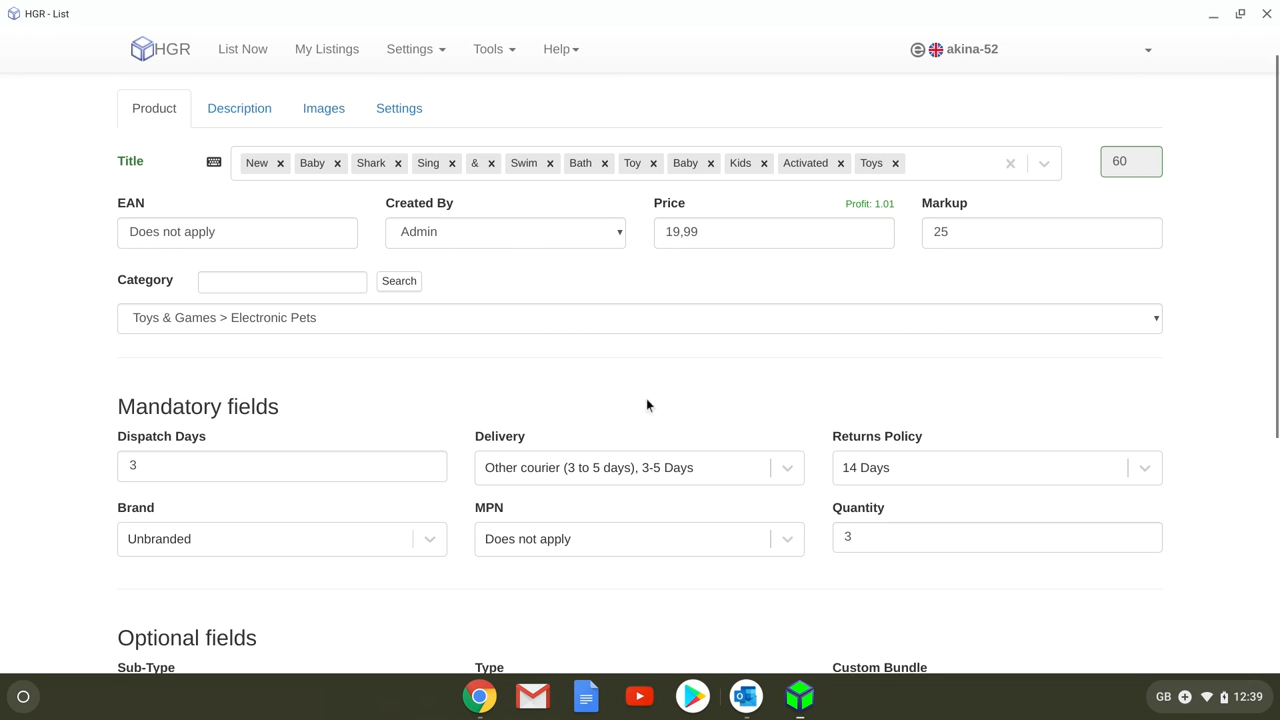 HGR - List
HGR List Now My Listings Settings Tools Help akina-52
Product Description Images Settings
Title New Baby Shark Sing & Swim Bath Toy Baby Kids Activated Toys 60
EAN Created By Price Profit: 1.01 Markup
Does not apply Admin 19,99 25
Category Search
Toys & Games > Electronic Pets
Mandatory fields
Dispatch Days Delivery Returns Policy
3 Other courier (3 to 5 days), 3-5 Days 14 Days
Brand MPN Quantity
Unbranded Does not apply 3
Optional fields
Sub-Type Type Custom Bundle
GB 12:39